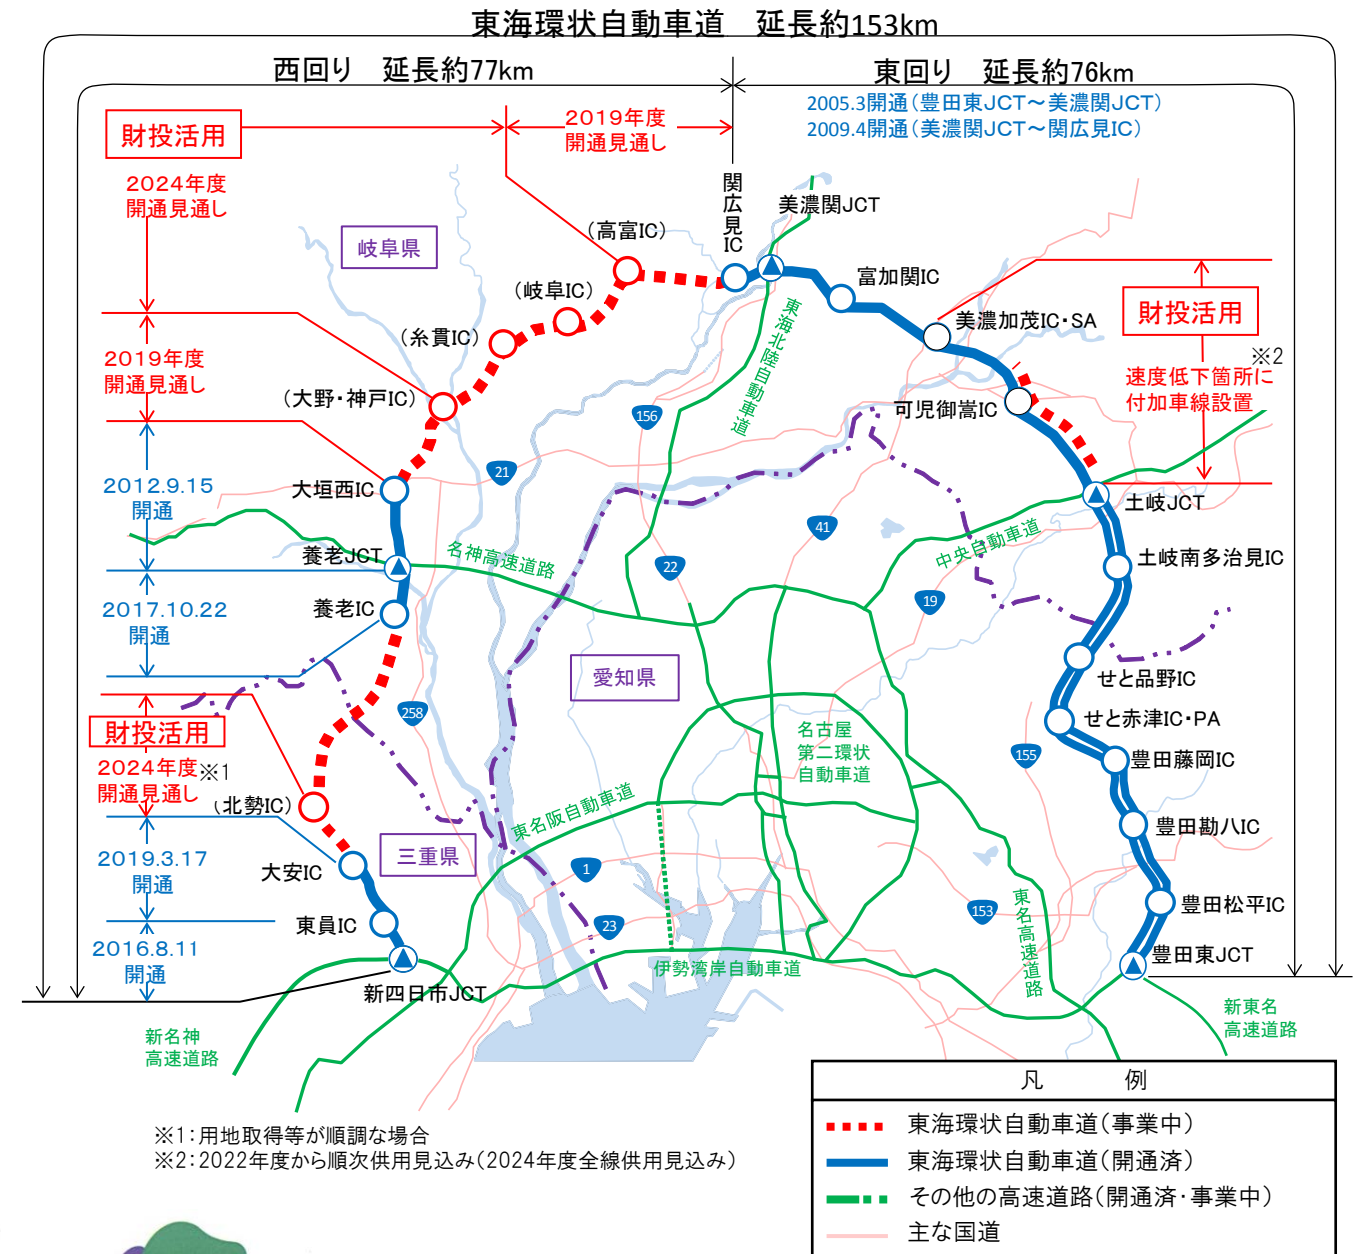 東海環状自動車道　延長約153km
西回り　延長約77km
東回り　延長約76km
2005.3開通(豊田東JCT～美濃関JCT)
2009.4開通(美濃関JCT～関広見IC)
財投活用
2019年度
開通見通し
2024年度
開通見通し
岐阜県
(高富IC)
関広見IC
美濃関JCT
富加関IC
(岐阜IC)
(糸貫IC)
東海北陸自動車道
美濃加茂IC・SA
財投活用
※2
速度低下箇所に
付加車線設置
2019年度
開通見通し
(大野・神戸IC)
可児御嵩IC
156
21
2012.9.15
開通
大垣西IC
土岐JCT
41
中央自動車道
養老JCT
名神高速道路
22
土岐南多治見IC
2017.10.22
開通
養老IC
19
愛知県
せと品野IC
258
せと赤津IC・PA
財投活用
2024年度
開通見通し
※1
(北勢IC)
名古屋
第二環状
自動車道
155
豊田藤岡IC
東名阪自動車道
豊田勘八IC
2019.3.17
開通
大安IC
三重県
1
153
東名高速道路
豊田松平IC
東員IC
23
2016.8.11
開通
伊勢湾岸自動車道
豊田東JCT
新四日市JCT
新名神
高速道路
新東名
高速道路
凡　例
東海環状自動車道(事業中)
東海環状自動車道(開通済)
その他の高速道路(開通済・事業中)
主な国道
※1:用地取得等が順調な場合
※2:2022年度から順次供用見込み(2024年度全線供用見込み)